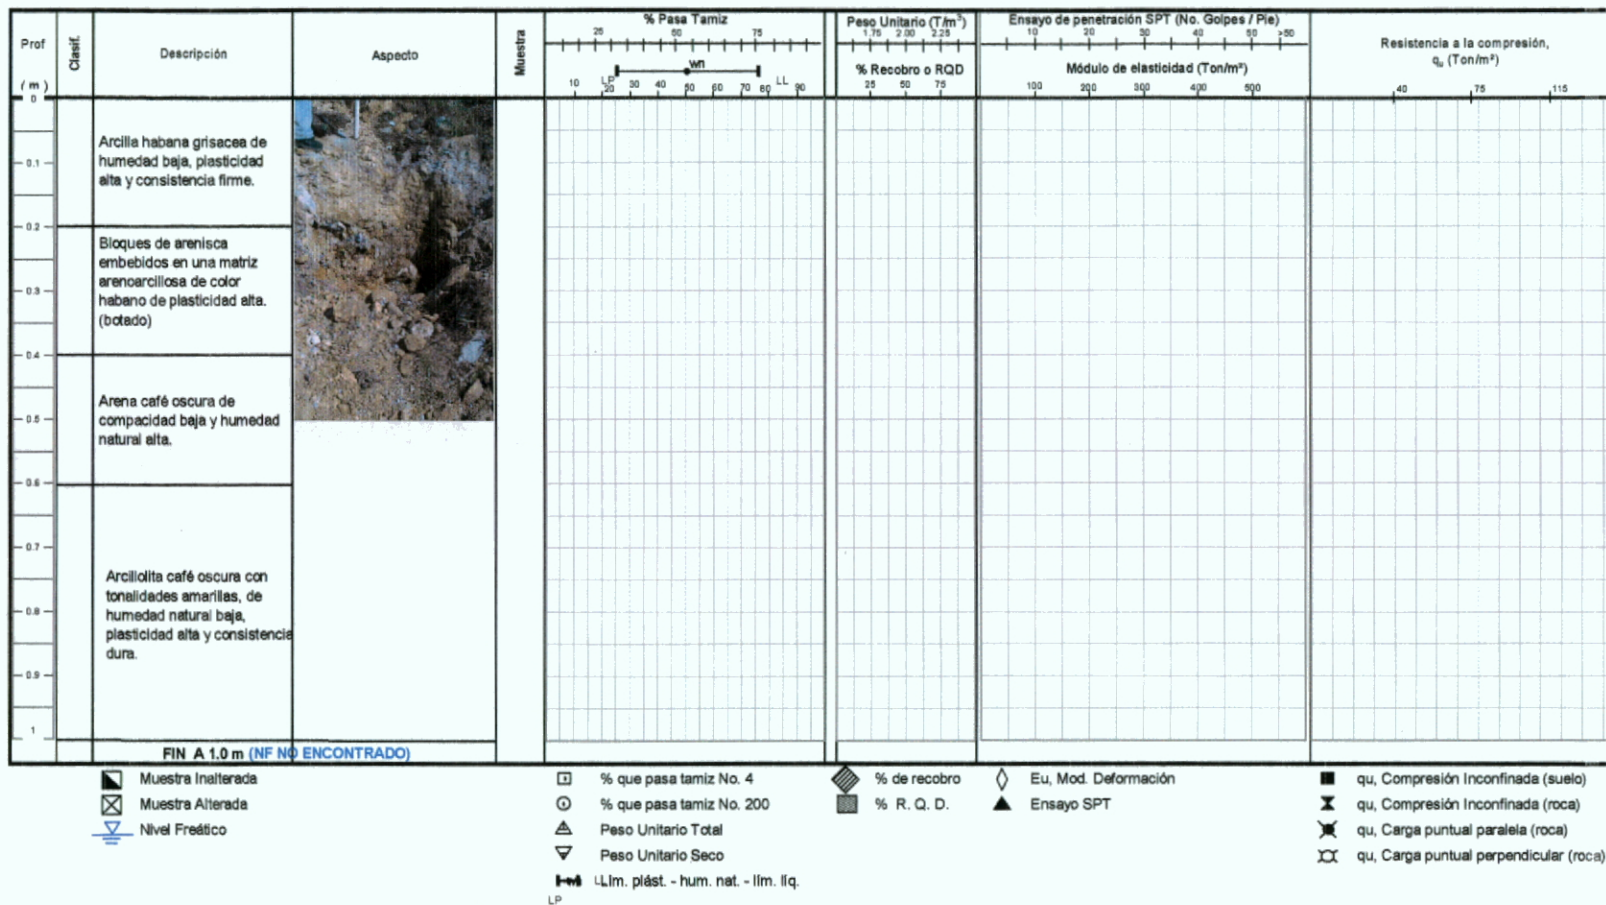 Prof
( m )
Clasif.
Descripción
Aspecto
Muestra
% Pasa Tamiz
25 50 75
wn
LP LL
10 20 30 40 50 60 70 80 90
Peso Unitario (T/m³)
1.75 2.00 2.25
% Recobro o RQD
25 50 75
Ensayo de penetración SPT (No. Golpes / Pie)
10 20 30 40 50 >50
Módulo de elasticidad (Ton/m²)
100 200 300 400 500
Resistencia a la compresión,
qᵤ (Ton/m²)
40 75 115
0
0.1
0.2
0.3
0.4
0.5
0.6
0.7
0.8
0.9
1
Arcilla habana grisacea de
humedad baja, plasticidad
alta y consistencia firme.
Bloques de arenisca
embebidos en una matriz
arenoarcillosa de color
habano de plasticidad alta.
(botado)
Arena café oscura de
compacidad baja y humedad
natural alta.
Arcillolita café oscura con
tonalidades amarillas, de
humedad natural baja,
plasticidad alta y consistencia
dura.
FIN A 1.0 m (NF NO ENCONTRADO)
Muestra Inalterada
Muestra Alterada
Nivel Freático
% que pasa tamiz No. 4
% que pasa tamiz No. 200
Peso Unitario Total
Peso Unitario Seco
LLím. plást. - hum. nat. - lím. líq.
LP
% de recobro
% R. Q. D.
Eu, Mod. Deformación
Ensayo SPT
qu, Compresión Inconfinada (suelo)
qu, Compresión Inconfinada (roca)
qu, Carga puntual paralela (roca)
qu, Carga puntual perpendicular (roca)